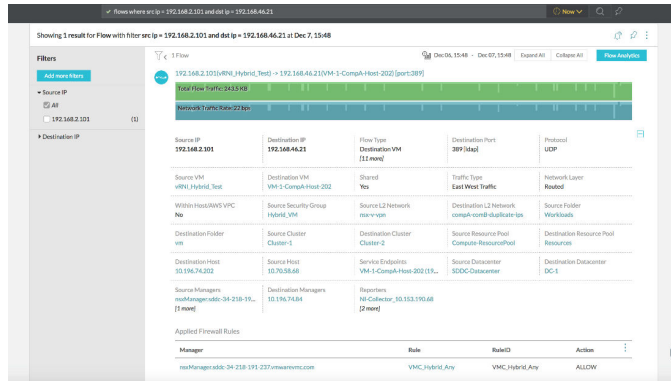 flows where src ip = 192.168.2.101 and dst ip = 192.168.46.21
Now
Showing 1 result for Flow with filter src ip = 192.168.2.101 and dst ip = 192.168.46.21 at Dec 7, 15:48
Filters
Add more filters
Source IP
All
192.168.2.101 (1)
Destination IP
1 Flow
Dec 06, 15:48 - Dec 07, 15:48
Expand All
Collapse All
Flow Analytics
192.168.2.101(vRNI_Hybrid_Test) -> 192.168.46.21(VM-1-CompA-Host-202) [port:389]
Total Flow Traffic: 243.5 KB
Network Traffic Rate: 22 bps
Source IP Destination IP Flow Type Destination Port Protocol
192.168.2.101 192.168.46.21 Destination VM 389 [ldap] UDP
[11 more]
Source VM Destination VM Shared Traffic Type Network Layer
vRNI_Hybrid_Test VM-1-CompA-Host-202 Yes East West Traffic Routed
Within Host/AWS VPC Source Security Group Source L2 Network Destination L2 Network Source Folder
No Hybrid_VM nsx-v-vpn compA-comB-duplicate-ips Workloads
Destination Folder Source Cluster Destination Cluster Source Resource Pool Destination Resource Pool
vm Cluster-1 Cluster-2 Compute-ResourcePool Resources
Destination Host Source Host Service Endpoints Source Datacenter Destination Datacenter
10.196.74.202 10.70.58.68 VM-1-CompA-Host-202 (19... SDDC-Datacenter DC-1
Source Managers Destination Managers Reporters
nssManager.sddc-34-218-19... 10.196.74.84 NI-Collector_10.153.190.68
[1 more] [2 more]
Applied Firewall Rules
Manager Rule RuleID Action
nsxManager.sddc-34-218-191-237.vmwarevmc.com VMC_Hybrid_Any VMC_Hybrid_Any ALLOW